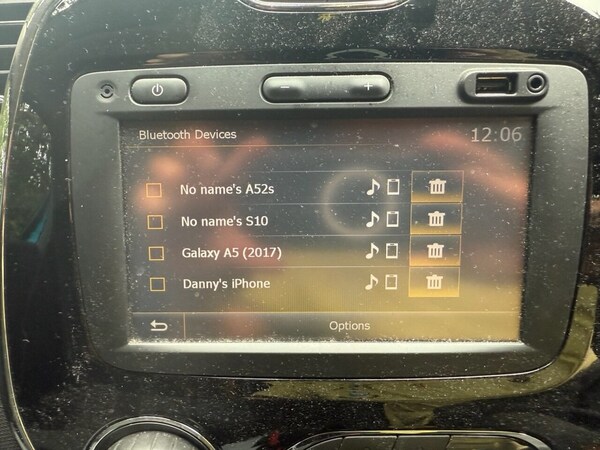 Bluetooth Devices 12:06
No name's A52s
No name's S10
Galaxy A5 (2017)
Danny's iPhone
Options